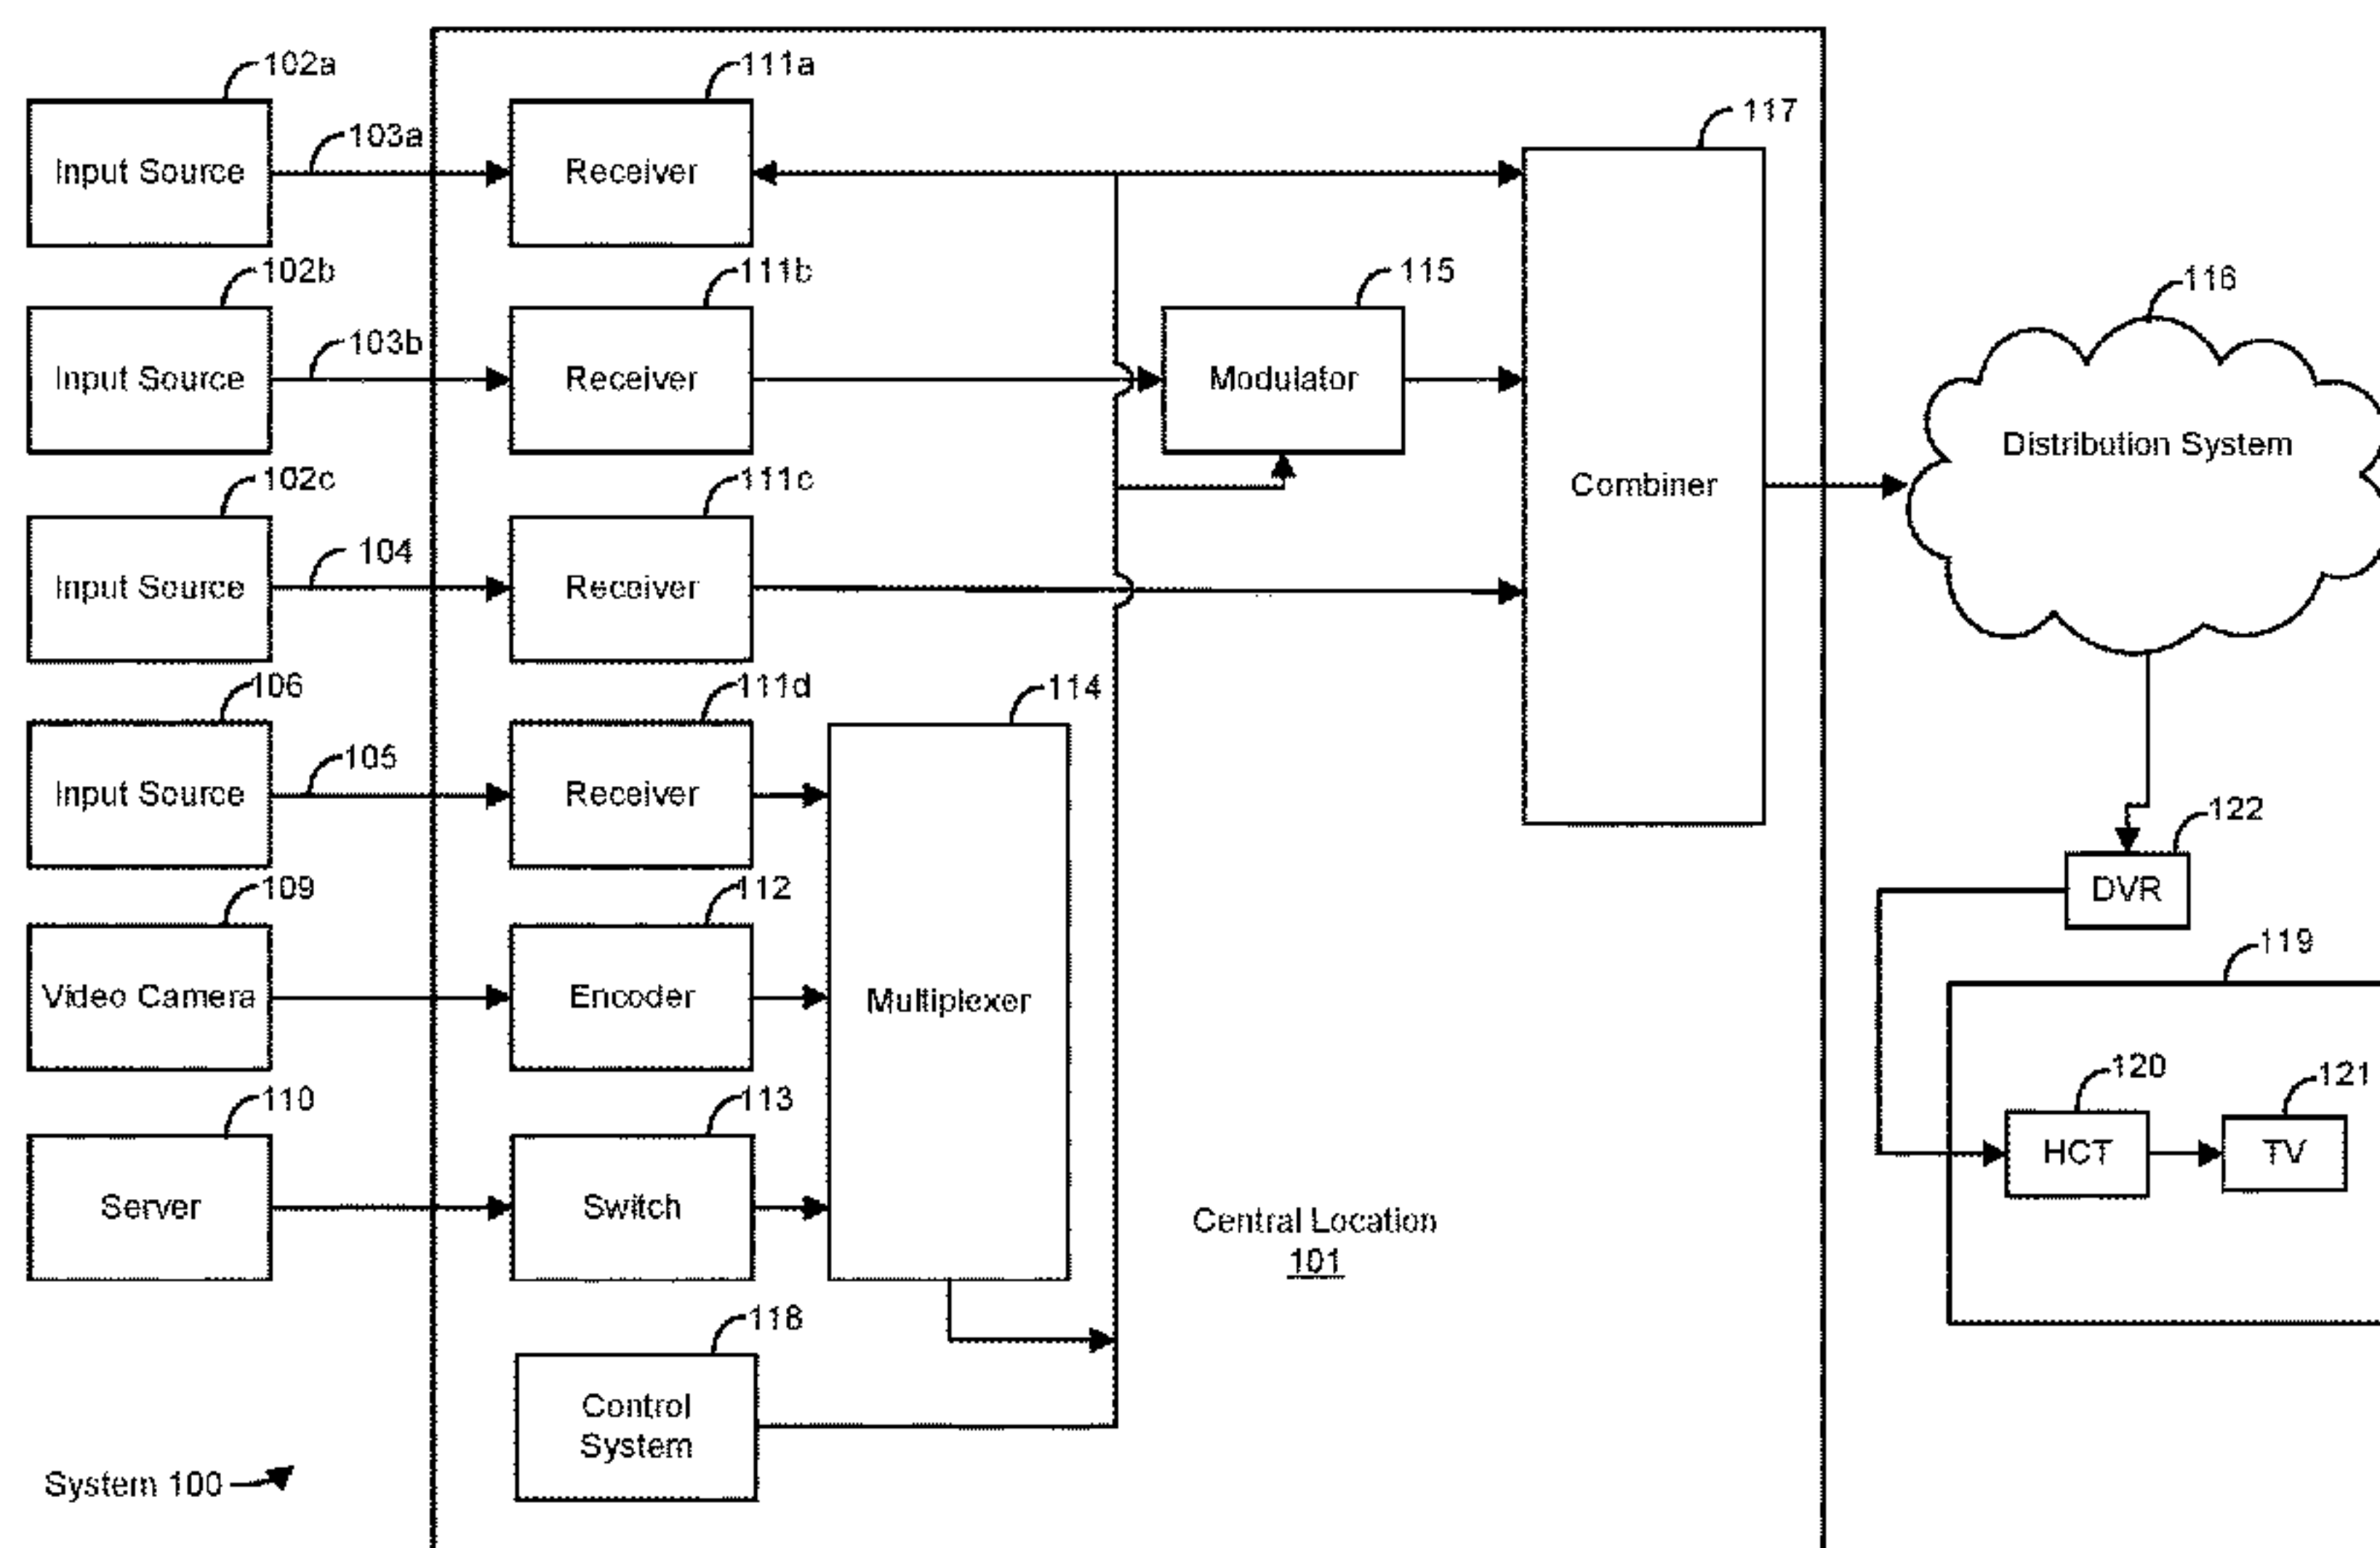 102a
111a
117
103a
Input Source
Receiver
102b
111b
115
116
103b
Input Source
Receiver
Modulator
Distribution System
102c
111c
Combiner
104
Input Source
Receiver
106
111d
114
105
Input Source
Receiver
122
DVR
109
112
119
Video Camera
Encoder
Multiplexer
110
113
120
121
HCT
TV
Server
Switch
Central Location
101
118
Control
System
System 100